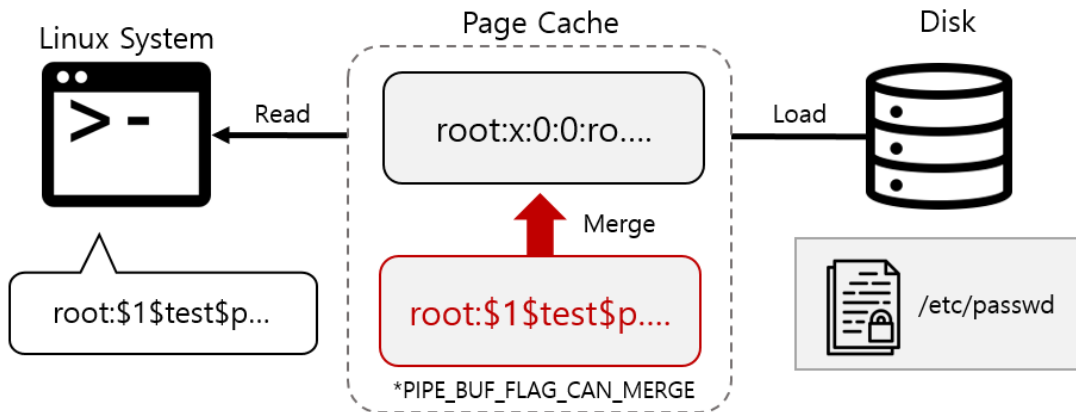 Linux System
Page Cache
Disk
>-
Read
root:x:0:0:ro....
Load
Merge
root:$1$test$p...
root:$1$test$p....
/etc/passwd
*PIPE_BUF_FLAG_CAN_MERGE